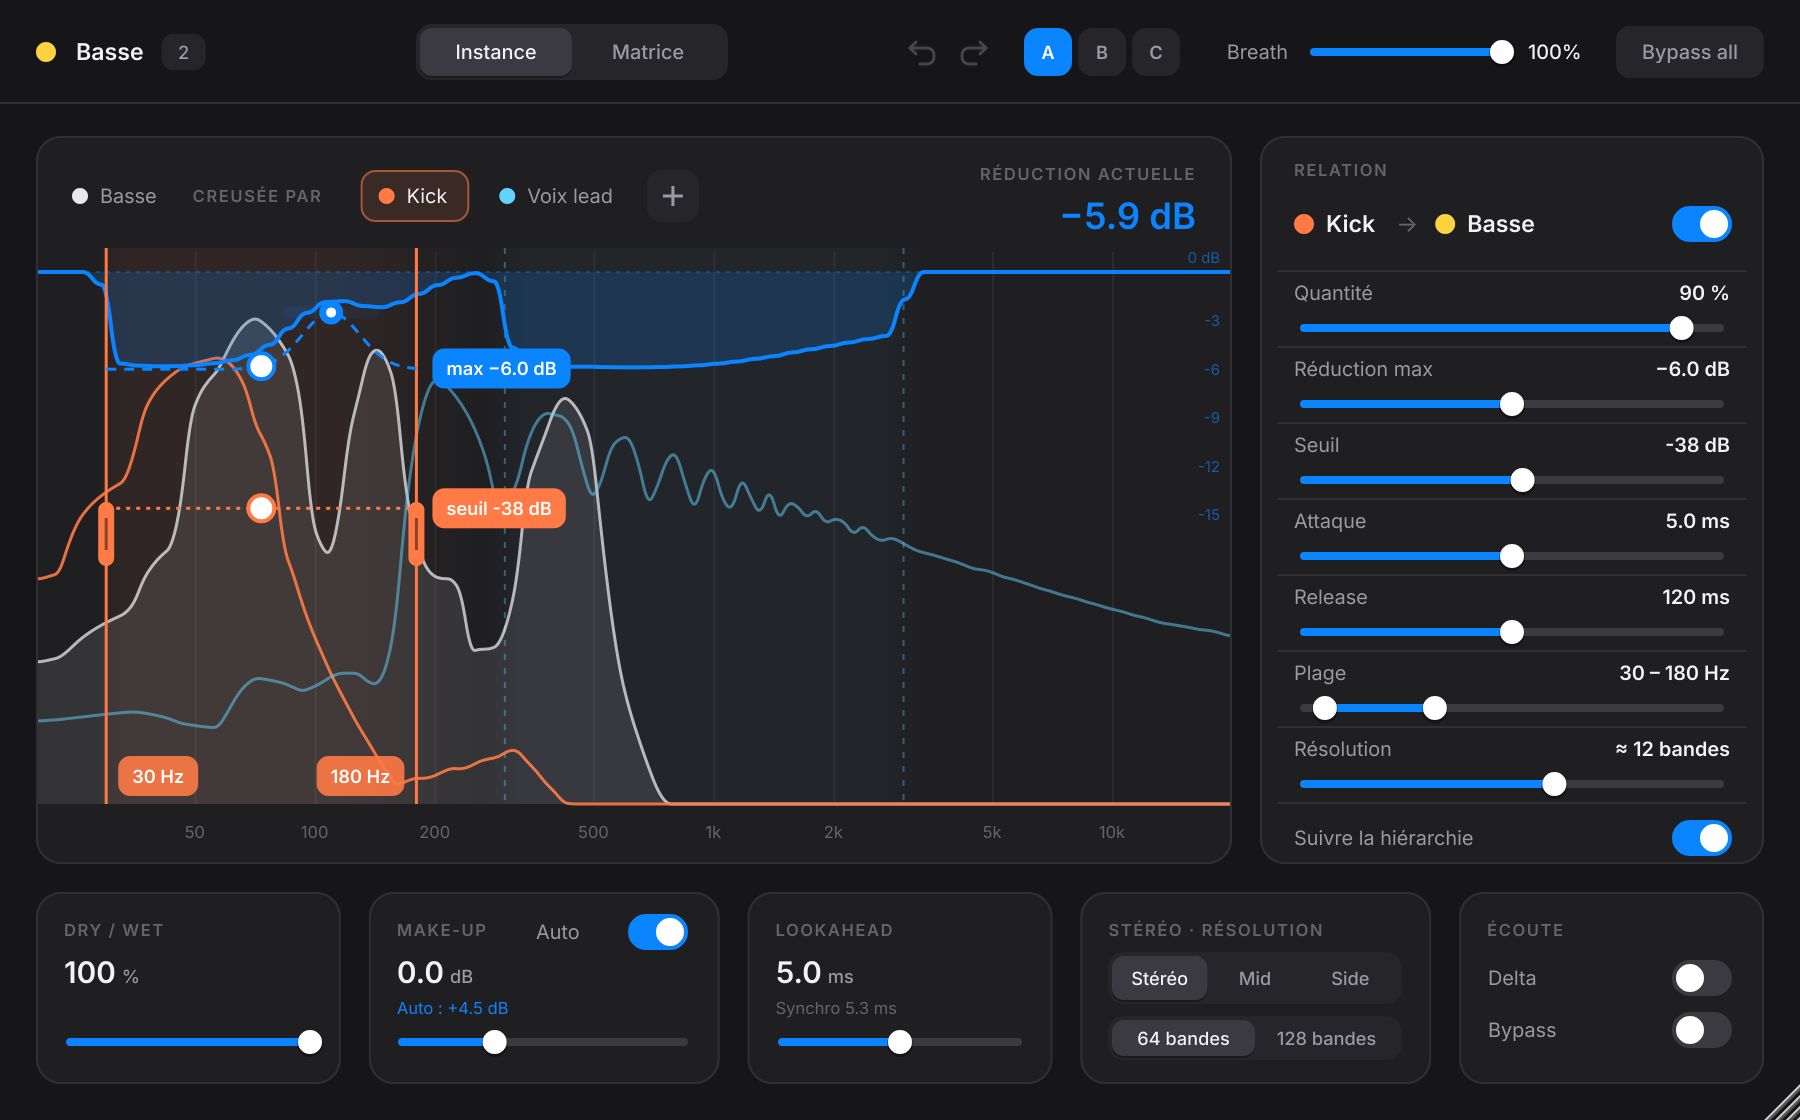 Basse 2
Instance Matrice
A B C
Breath 100%
Bypass all
Basse CREUSÉE PAR Kick Voix lead +
RÉDUCTION ACTUELLE
−5.9 dB
0 dB
-3
-6
-9
-12
-15
max −6.0 dB
seuil -38 dB
30 Hz 180 Hz
50 100 200 500 1k 2k 5k 10k
RELATION
Kick → Basse
Quantité 90 %
Réduction max −6.0 dB
Seuil -38 dB
Attaque 5.0 ms
Release 120 ms
Plage 30 – 180 Hz
Résolution ≈ 12 bandes
Suivre la hiérarchie
DRY / WET
100 %
MAKE-UP Auto
0.0 dB
Auto : +4.5 dB
LOOKAHEAD
5.0 ms
Synchro 5.3 ms
STÉRÉO · RÉSOLUTION
Stéréo Mid Side
64 bandes 128 bandes
ÉCOUTE
Delta
Bypass